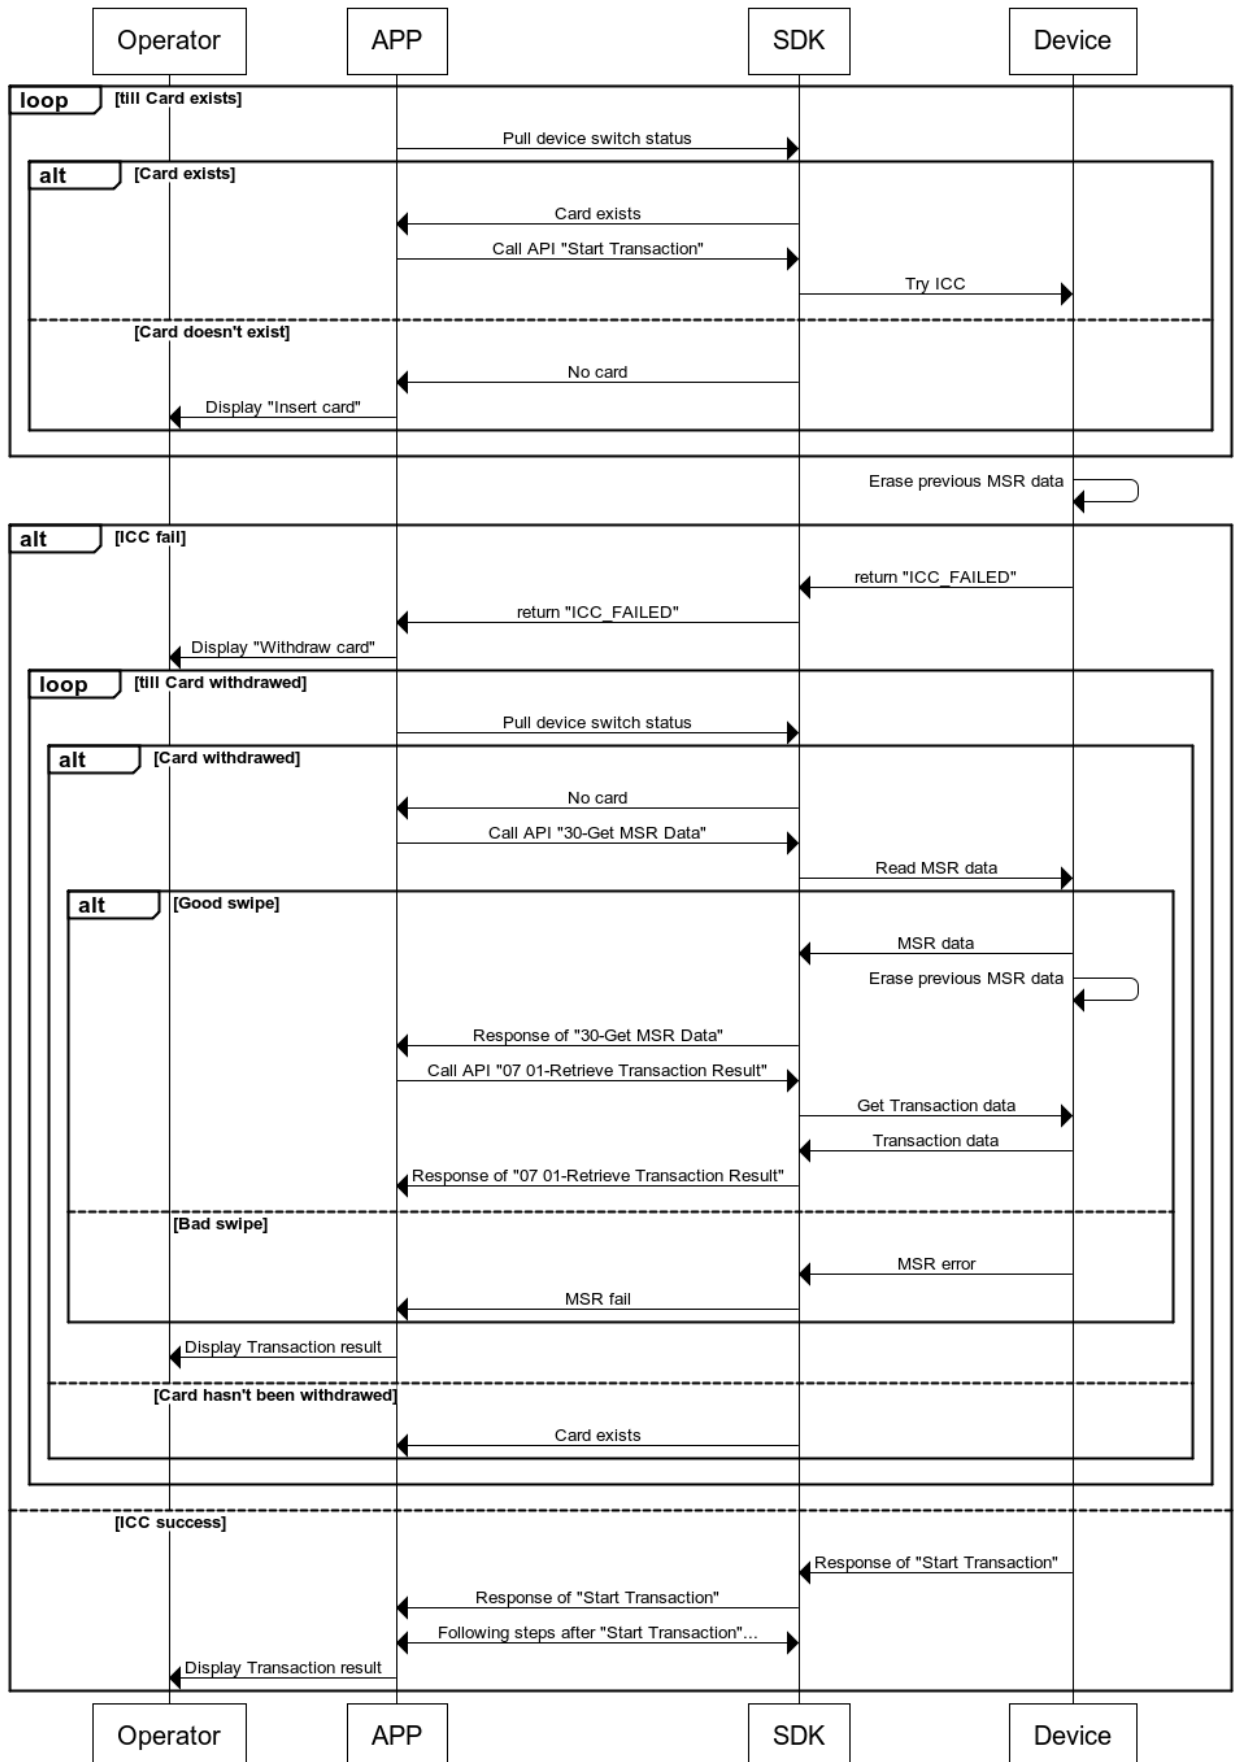 Operator
APP
SDK
Device
loop
[till Card exists]
Pull device switch status
alt
[Card exists]
Card exists
Call API "Start Transaction"
Try ICC
[Card doesn't exist]
No card
Display "Insert card"
Erase previous MSR data
alt
[ICC fail]
return "ICC_FAILED"
return "ICC_FAILED"
Display "Withdraw card"
loop
[till Card withdrawed]
Pull device switch status
alt
[Card withdrawed]
No card
Call API "30-Get MSR Data"
Read MSR data
alt
[Good swipe]
MSR data
Erase previous MSR data
Response of "30-Get MSR Data"
Call API "07 01-Retrieve Transaction Result"
Get Transaction data
Transaction data
Response of "07 01-Retrieve Transaction Result"
[Bad swipe]
MSR error
MSR fail
Display Transaction result
[Card hasn't been withdrawed]
Card exists
[ICC success]
Response of "Start Transaction"
Response of "Start Transaction"
Following steps after "Start Transaction"...
Display Transaction result
Operator
APP
SDK
Device